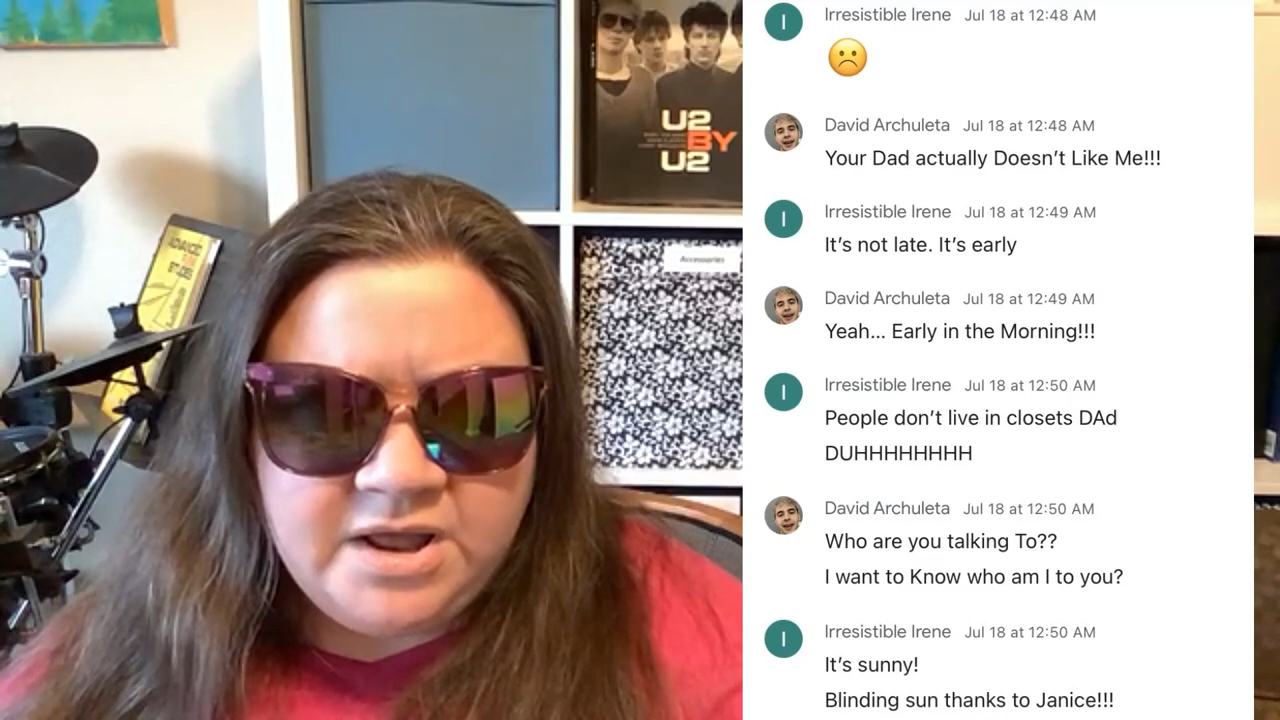 U2
BY
U2
Accessories
Irresistible Irene Jul 18 at 12:48 AM
David Archuleta Jul 18 at 12:48 AM
Your Dad actually Doesn’t Like Me!!!
Irresistible Irene Jul 18 at 12:49 AM
It’s not late. It’s early
David Archuleta Jul 18 at 12:49 AM
Yeah... Early in the Morning!!!
Irresistible Irene Jul 18 at 12:50 AM
People don’t live in closets DAd
DUHHHHHHHH
David Archuleta Jul 18 at 12:50 AM
Who are you talking To??
I want to Know who am I to you?
Irresistible Irene Jul 18 at 12:50 AM
It’s sunny!
Blinding sun thanks to Janice!!!
I
I
I
I